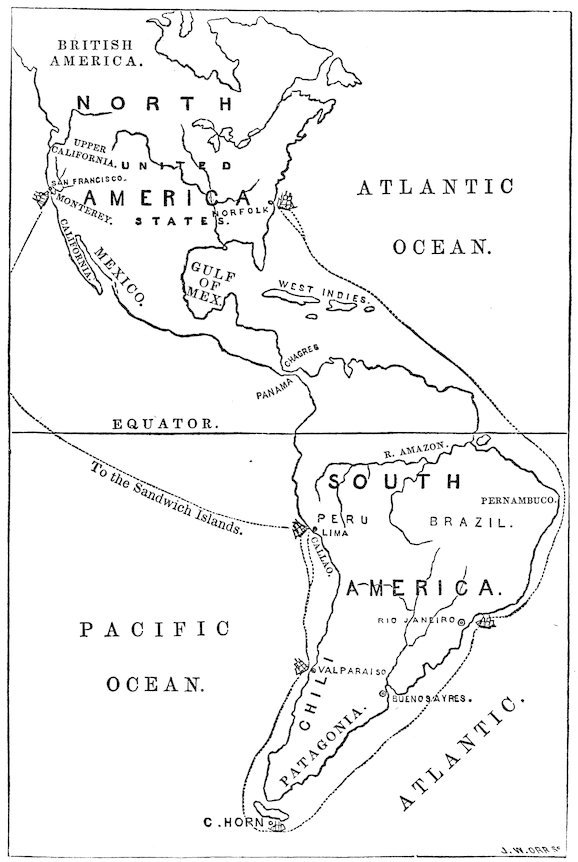 BRITISH
AMERICA.
NORTH
UPPER
CALIFORNIA.
UNITED
SAN FRANCISCO.
AMERICA
MONTEREY.
NORFOLK
STATES.
ATLANTIC
OCEAN.
CALIFORNIA.
MEXICO.
GULF
OF
MEX.
WEST INDIES.
CHAGRES
PANAMA
EQUATOR.
R. AMAZON.
To the Sandwich Islands.
SOUTH
PERNAMBUCO.
PERU
BRAZIL.
LIMA
CALLAO.
AMERICA.
RIO JANEIRO
PACIFIC
OCEAN.
VALPARAISO
CHILI
BUENOS AYRES.
PATAGONIA.
ATLANTIC.
C. HORN
J. W. ORR Sc